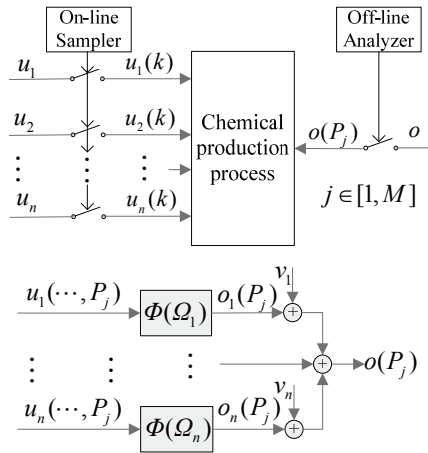 On-line Sampler
Off-line Analyzer
u₁ u₁(k)
u₂ u₂(k)
⋮ ⋮ ⋮
uₙ uₙ(k)
Chemical production process
o(Pⱼ) o
j∈[1,M]
u₁(⋯,Pⱼ) Φ(Ω₁) o₁(Pⱼ) v₁
+
⋮ ⋮ ⋮ + o(Pⱼ)
uₙ(⋯,Pⱼ) Φ(Ωₙ) oₙ(Pⱼ) vₙ
+